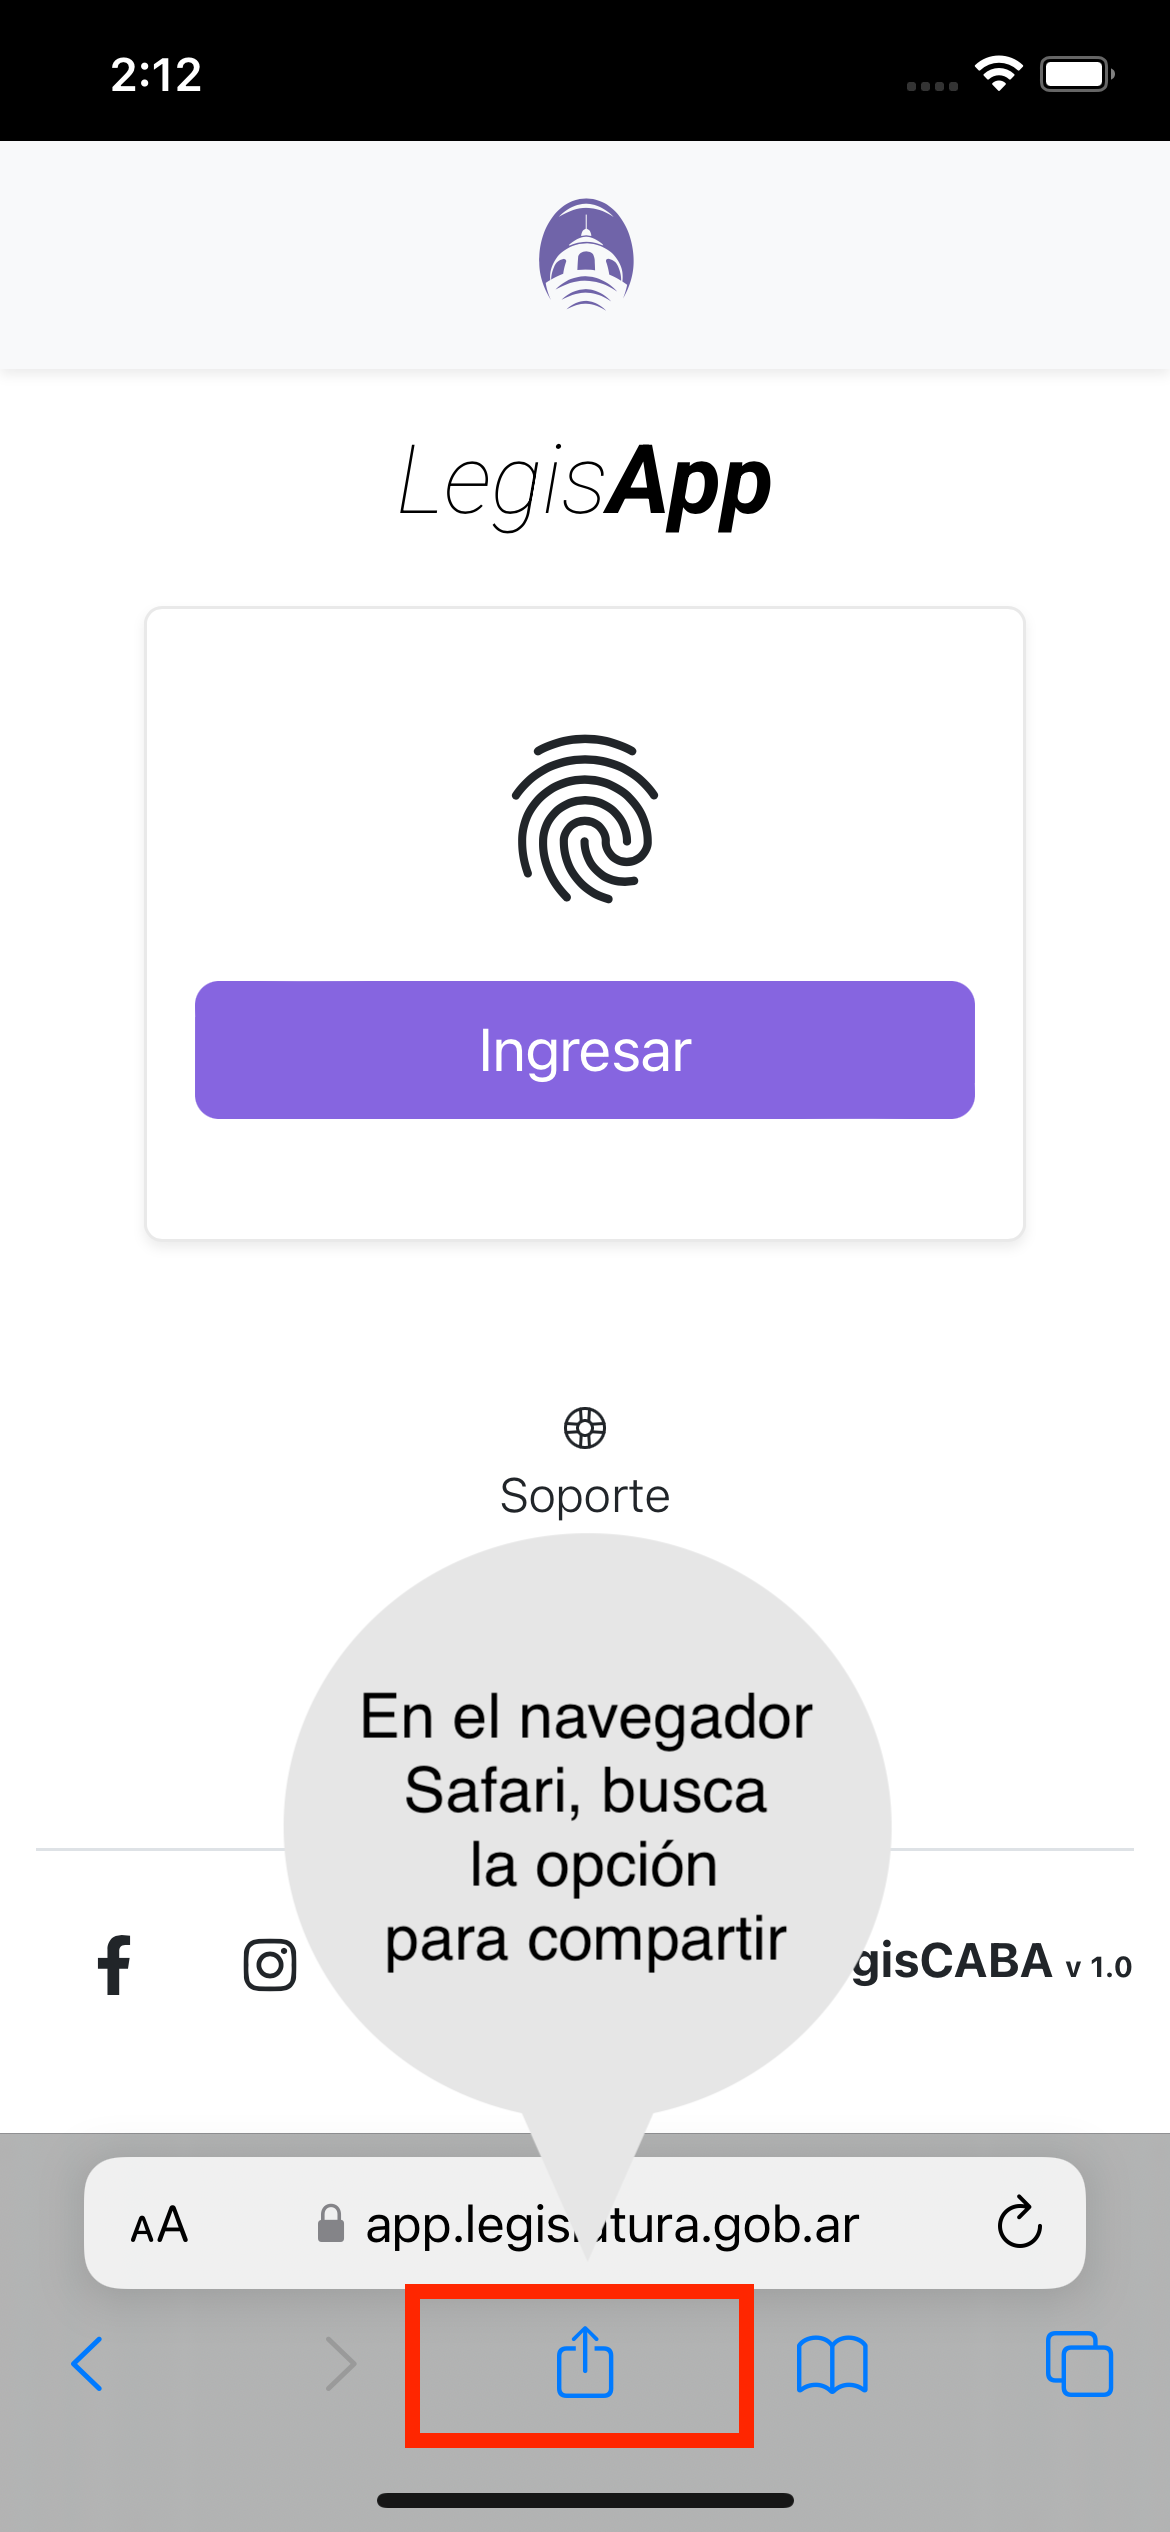 2:12
LegisApp
Ingresar
Soporte
En el navegador
Safari, busca
la opción
para compartir
gisCABA v 1.0
AA
app.legis tura.gob.ar